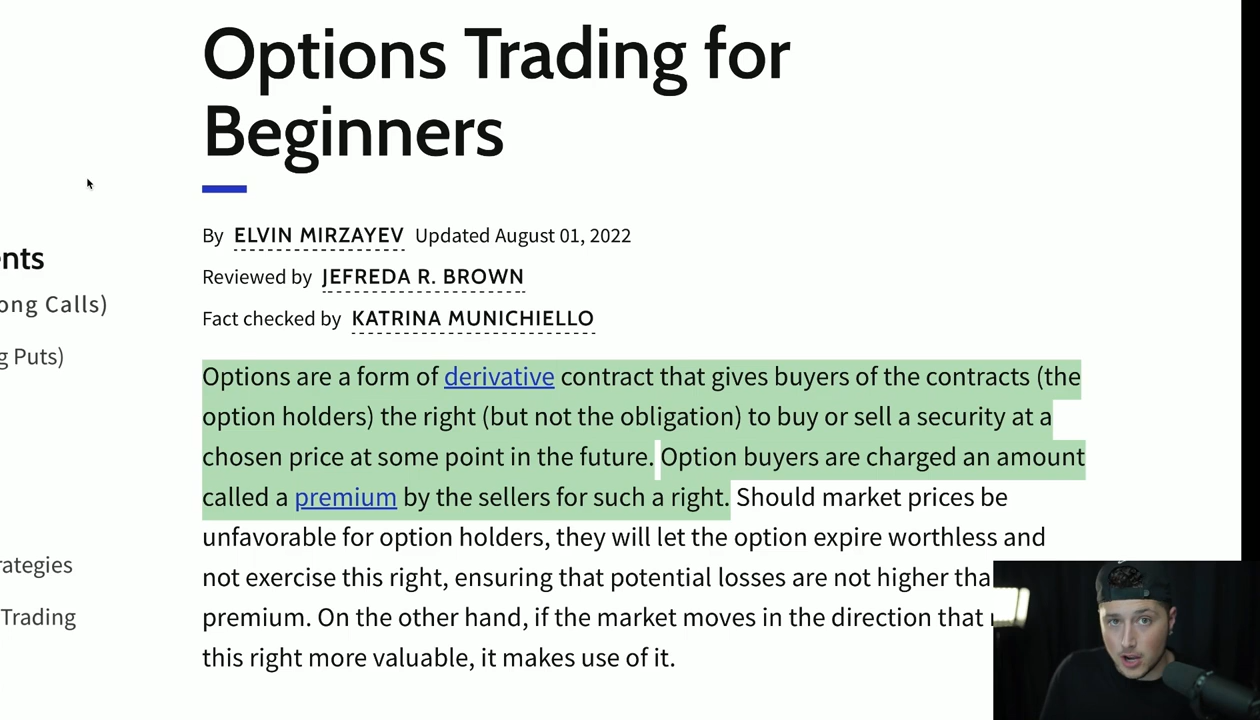 Options Trading for
Beginners
By ELVIN MIRZAYEV Updated August 01, 2022
nts
Reviewed by JEFREDA R. BROWN
ong Calls)
Fact checked by KATRINA MUNICHIELLO
g Puts)
Options are a form of derivative contract that gives buyers of the contracts (the
option holders) the right (but not the obligation) to buy or sell a security at a
chosen price at some point in the future. Option buyers are charged an amount
called a premium by the sellers for such a right. Should market prices be
unfavorable for option holders, they will let the option expire worthless and
rategies
not exercise this right, ensuring that potential losses are not higher tha
Trading
premium. On the other hand, if the market moves in the direction that
this right more valuable, it makes use of it.